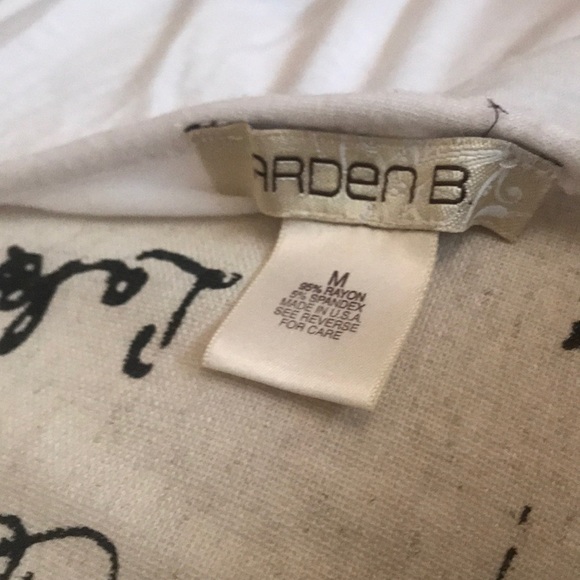 ARDen B.
M
95% RAYON
5% SPANDEX
MADE IN U.S.A.
SEE REVERSE
FOR CARE